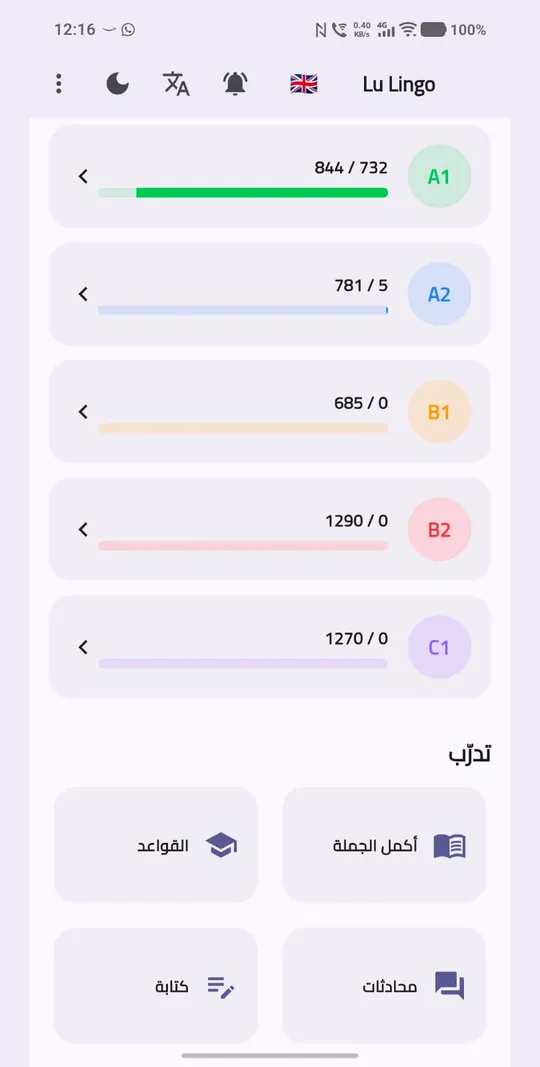 12:16
0.40 KB/s 4G 100%
Lu Lingo
A1
844 / 732
A2
781 / 5
B1
685 / 0
B2
1290 / 0
C1
1270 / 0
تدرّب
أكمل الجملة
القواعد
محادثات
كتابة